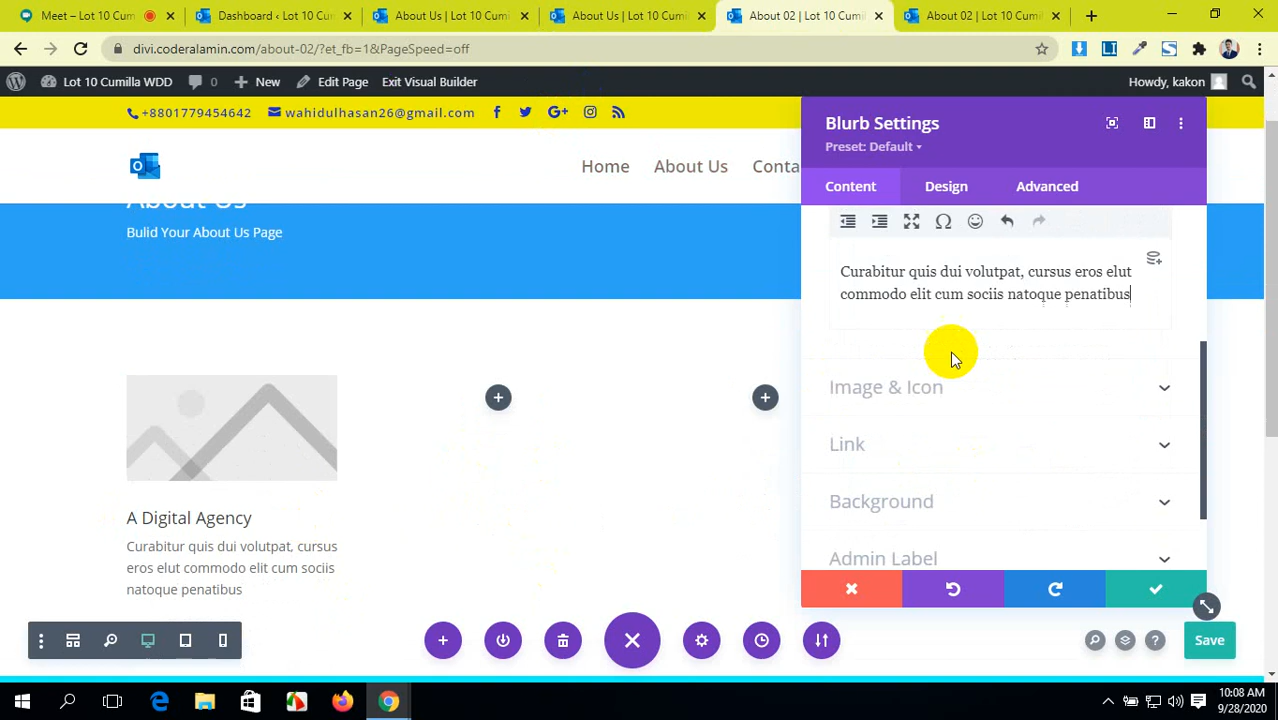 Meet – Lot 10 Cumill
Dashboard ‹ Lot 10 Cu
About Us | Lot 10 Cumi
About Us | Lot 10 Cumi
About 02 | Lot 10 Cumi
About 02 | Lot 10 Cumi
divi.coderalamin.com/about-02/?et_fb=1&PageSpeed=off
Lot 10 Cumilla WDD
0
New
Edit Page
Exit Visual Builder
Howdy, kakon
+8801779454642
wahidulhasan26@gmail.com
Home
About Us
Conta
About Us
Bulid Your About Us Page
Blurb Settings
Preset: Default
Content
Design
Advanced
Curabitur quis dui volutpat, cursus eros elut
commodo elit cum sociis natoque penatibus
Image & Icon
Link
Background
Admin Label
A Digital Agency
Curabitur quis dui volutpat, cursus
eros elut commodo elit cum sociis
natoque penatibus
Save
10:08 AM
9/28/2020